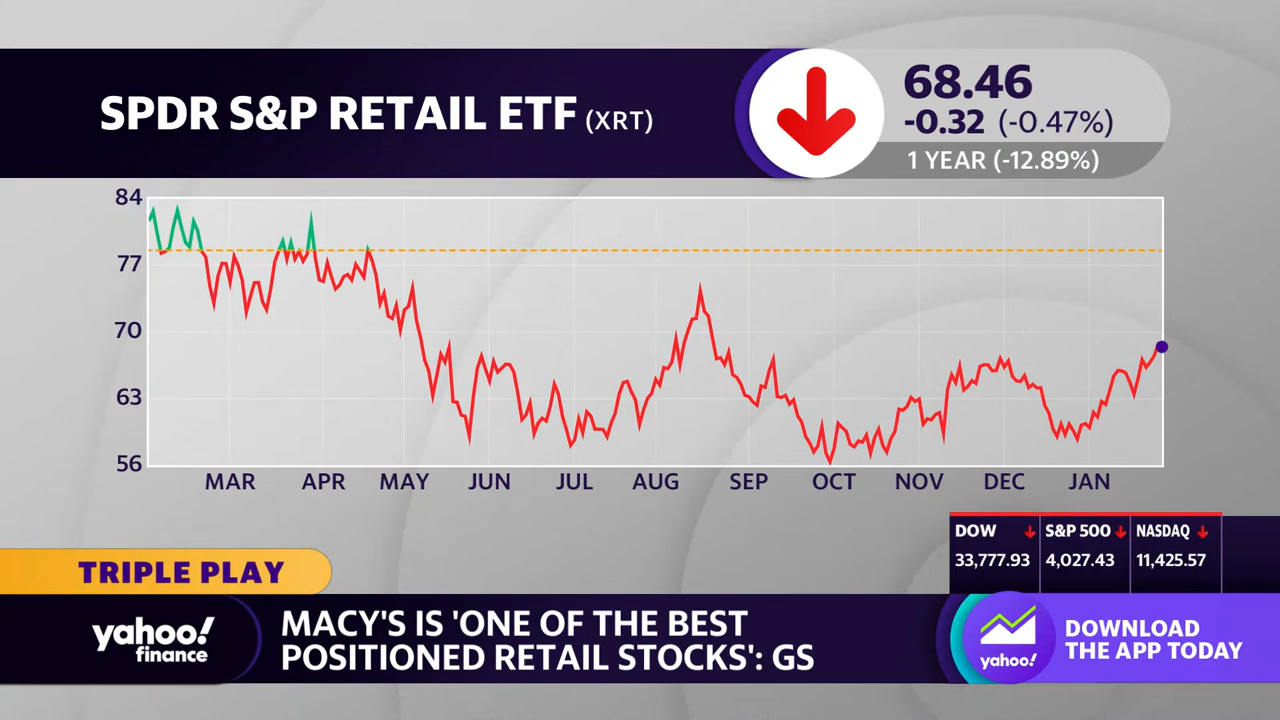 SPDR S&P RETAIL ETF (XRT)
68.46
-0.32 (-0.47%)
1 YEAR (-12.89%)
84
77
70
63
56
MAR APR MAY JUN JUL AUG SEP OCT NOV DEC JAN
DOW S&P 500 NASDAQ
33,777.93 4,027.43 11,425.57
TRIPLE PLAY
yahoo!
finance
MACY'S IS 'ONE OF THE BEST
POSITIONED RETAIL STOCKS': GS
yahoo!
DOWNLOAD
THE APP TODAY